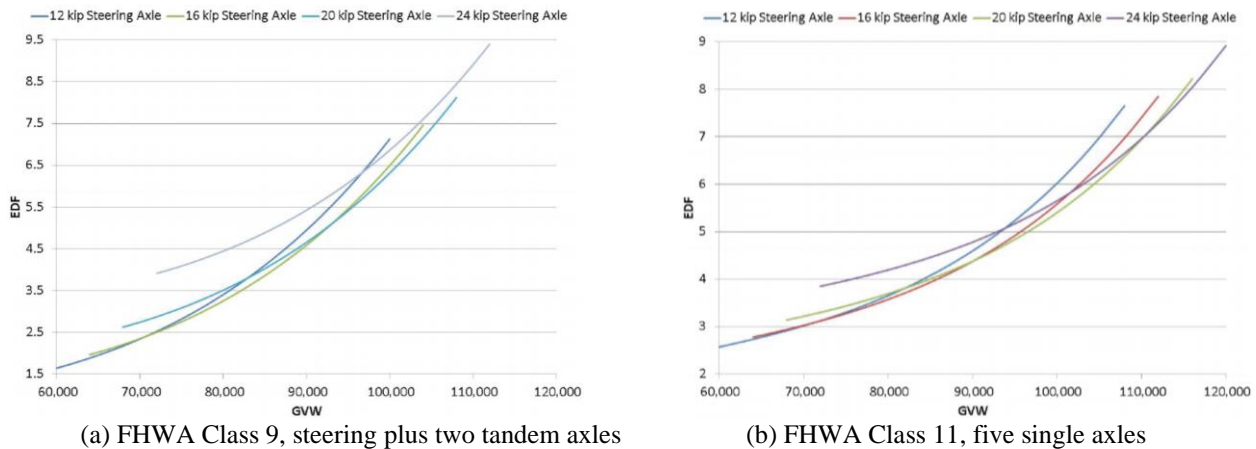 12 kip Steering Axle 16 kip Steering Axle 20 kip Steering Axle 24 kip Steering Axle
9.5
8.5
7.5
6.5
5.5
4.5
3.5
2.5
1.5
EDF
60,000 70,000 80,000 90,000 100,000 110,000 120,000
GVW
(a) FHWA Class 9, steering plus two tandem axles
12 kip Steering Axle 16 kip Steering Axle 20 kip Steering Axle 24 kip Steering Axle
9
8
7
6
5
4
3
2
EDF
60,000 70,000 80,000 90,000 100,000 110,000 120,000
GVW
(b) FHWA Class 11, five single axles